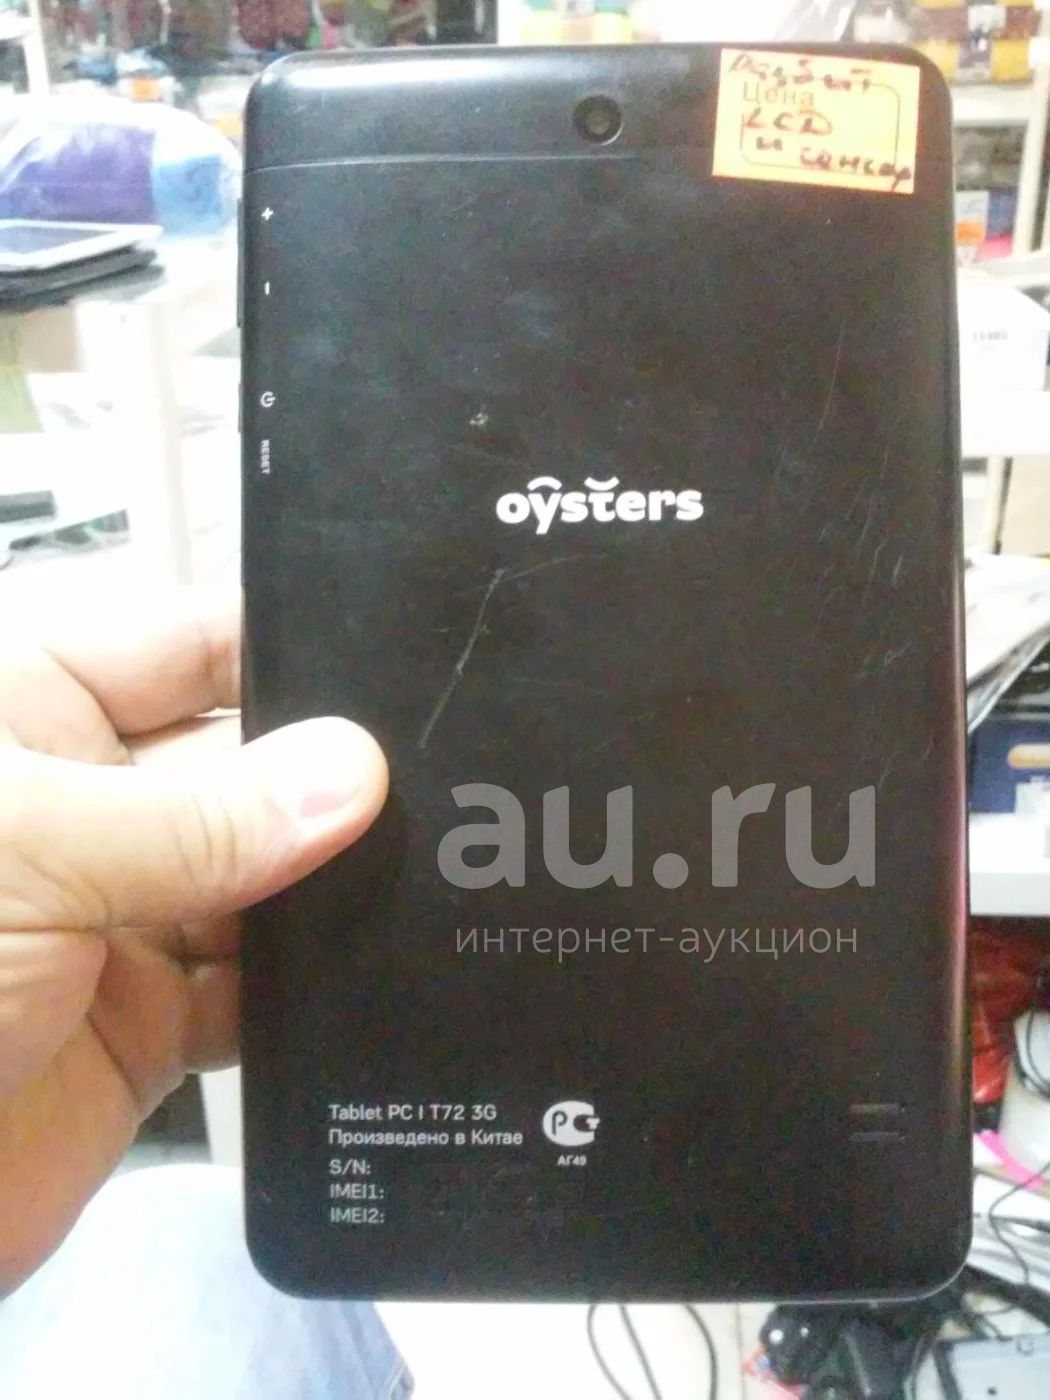 Разбит
Цена
LCD
и сенсор
+
-
RESET
oysters
au.ru
интернет-аукцион
Tablet PC | T72 3G
Произведено в Китае
АГ49
S/N:
IMEI1:
IMEI2: